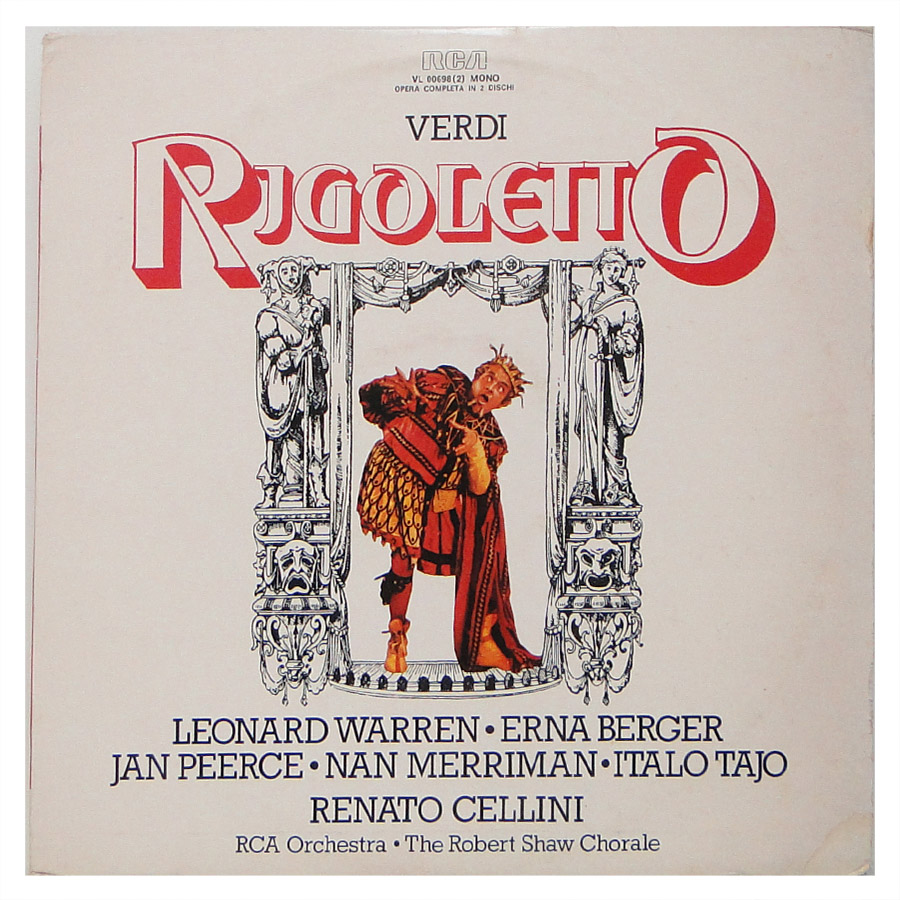 RCA
VL 00698(2) MONO
OPERA COMPLETA IN 2 DISCHI
VERDI
RIGOLETTO
LEONARD WARREN • ERNA BERGER
JAN PEERCE • NAN MERRIMAN • ITALO TAJO
RENATO CELLINI
RCA Orchestra • The Robert Shaw Chorale